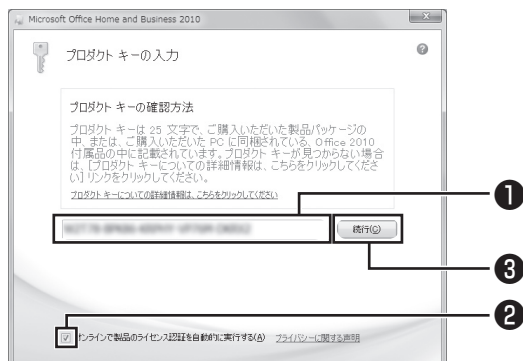 Microsoft Office Home and Business 2010
プロダクト キーの入力
プロダクト キーの確認方法
プロダクト キーは 25 文字で、ご購入いただいた製品パッケージの
中、または、ご購入いただいた PC に同梱されている、Office 2010
付属品の中に記載されています。プロダクト キーが見つからない場合
は、[プロダクト キーについての詳細情報は、こちらをクリックしてくださ
い] リンクをクリックしてください。
プロダクト キーについての詳細情報は、こちらをクリックしてください
続行(C)
❶
❸
❷
オンラインで製品のライセンス認証を自動的に実行する(A) プライバシーに関する声明